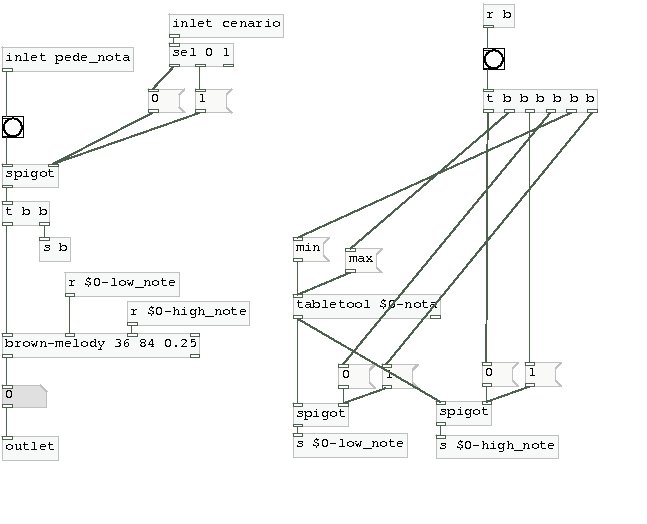 r b
inlet cenario
sel 0 1
inlet pede_nota
0
1
t b b b b b b
spigot
t b b
s b
min
max
r $0-low_note
r $0-high_note
tabletool $0-nota
brown-melody 36 84 0.25
0
1
0
1
0
spigot
spigot
outlet
s $0-low_note
s $0-high_note